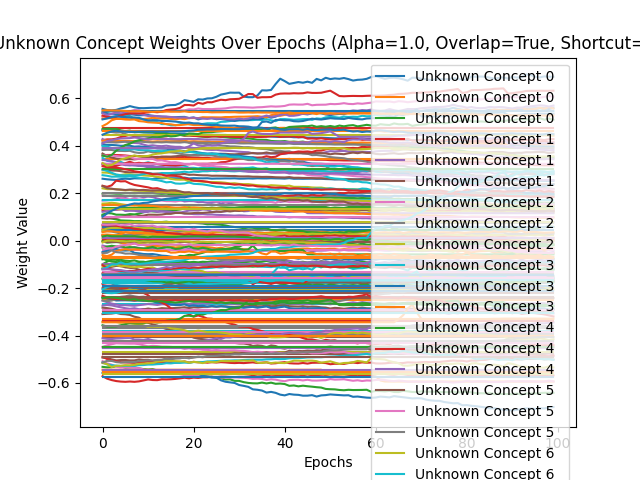 Unknown Concept Weights Over Epochs (Alpha=1.0, Overlap=True, Shortcut=
Weight Value
0.6
0.4
0.2
0.0
−0.2
−0.4
−0.6
Unknown Concept 0
Unknown Concept 0
Unknown Concept 0
Unknown Concept 1
Unknown Concept 1
Unknown Concept 1
Unknown Concept 2
Unknown Concept 2
Unknown Concept 2
Unknown Concept 3
Unknown Concept 3
Unknown Concept 3
Unknown Concept 4
Unknown Concept 4
Unknown Concept 4
Unknown Concept 5
Unknown Concept 5
Unknown Concept 5
Unknown Concept 6
Unknown Concept 6
0 20 40 60 80 100
Epochs